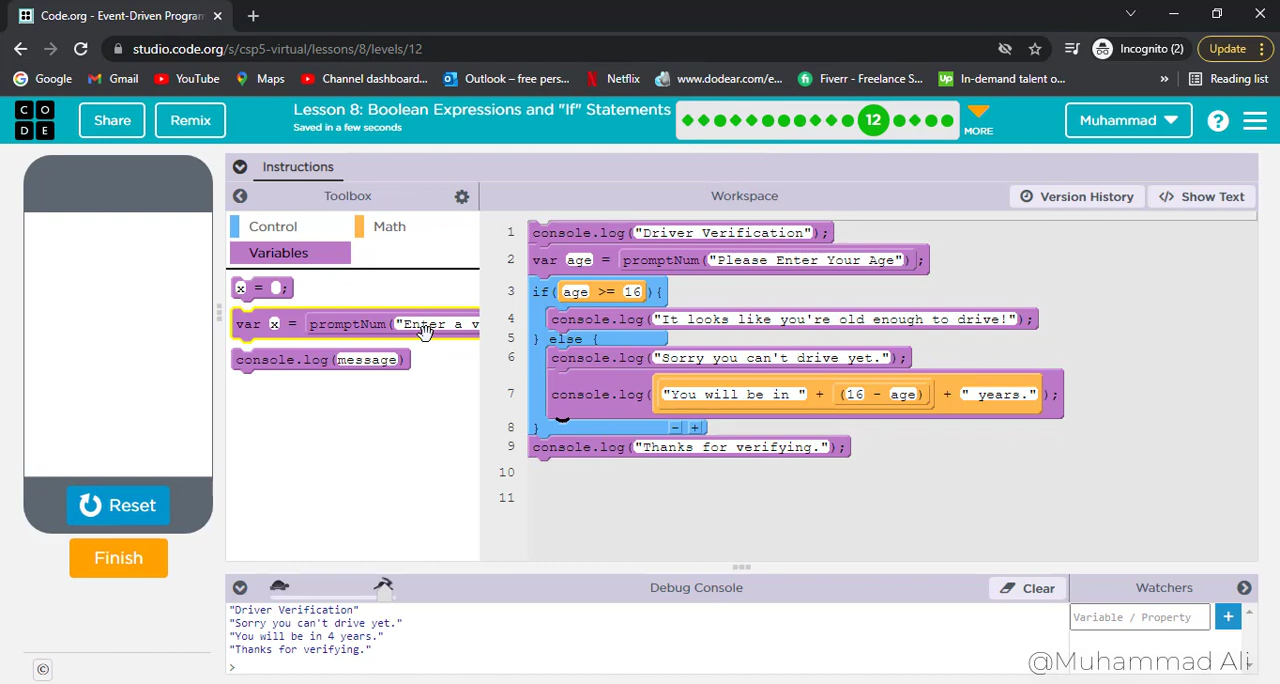 Code.org - Event-Driven Program
studio.code.org/s/csp5-virtual/lessons/8/levels/12
Incognito (2)
Update
Google
Gmail
YouTube
Maps
Channel dashboard...
Outlook – free pers...
Netflix
www.dodear.com/e...
Fiverr - Freelance S...
In-demand talent o...
»
Reading list
C O
D E
Share
Remix
Lesson 8: Boolean Expressions and "If" Statements
Saved in a few seconds
12
MORE
Muhammad
?
Instructions
Toolbox
Workspace
Version History
</> Show Text
Control
Math
Variables
x = ;
var x = promptNum("Enter a v
console.log(message)
1 console.log("Driver Verification");
2 var age = promptNum("Please Enter Your Age");
3 if(age >= 16){
4 console.log("It looks like you're old enough to drive!");
5 } else {
6 console.log("Sorry you can't drive yet.");
7 console.log("You will be in " + (16 - age) + " years.");
8 } - +
9 console.log("Thanks for verifying.");
10
11
Reset
Finish
Debug Console
Clear
Watchers
"Driver Verification"
"Sorry you can't drive yet."
"You will be in 4 years."
"Thanks for verifying."
>
Variable / Property
+
©
@Muhammad Ali